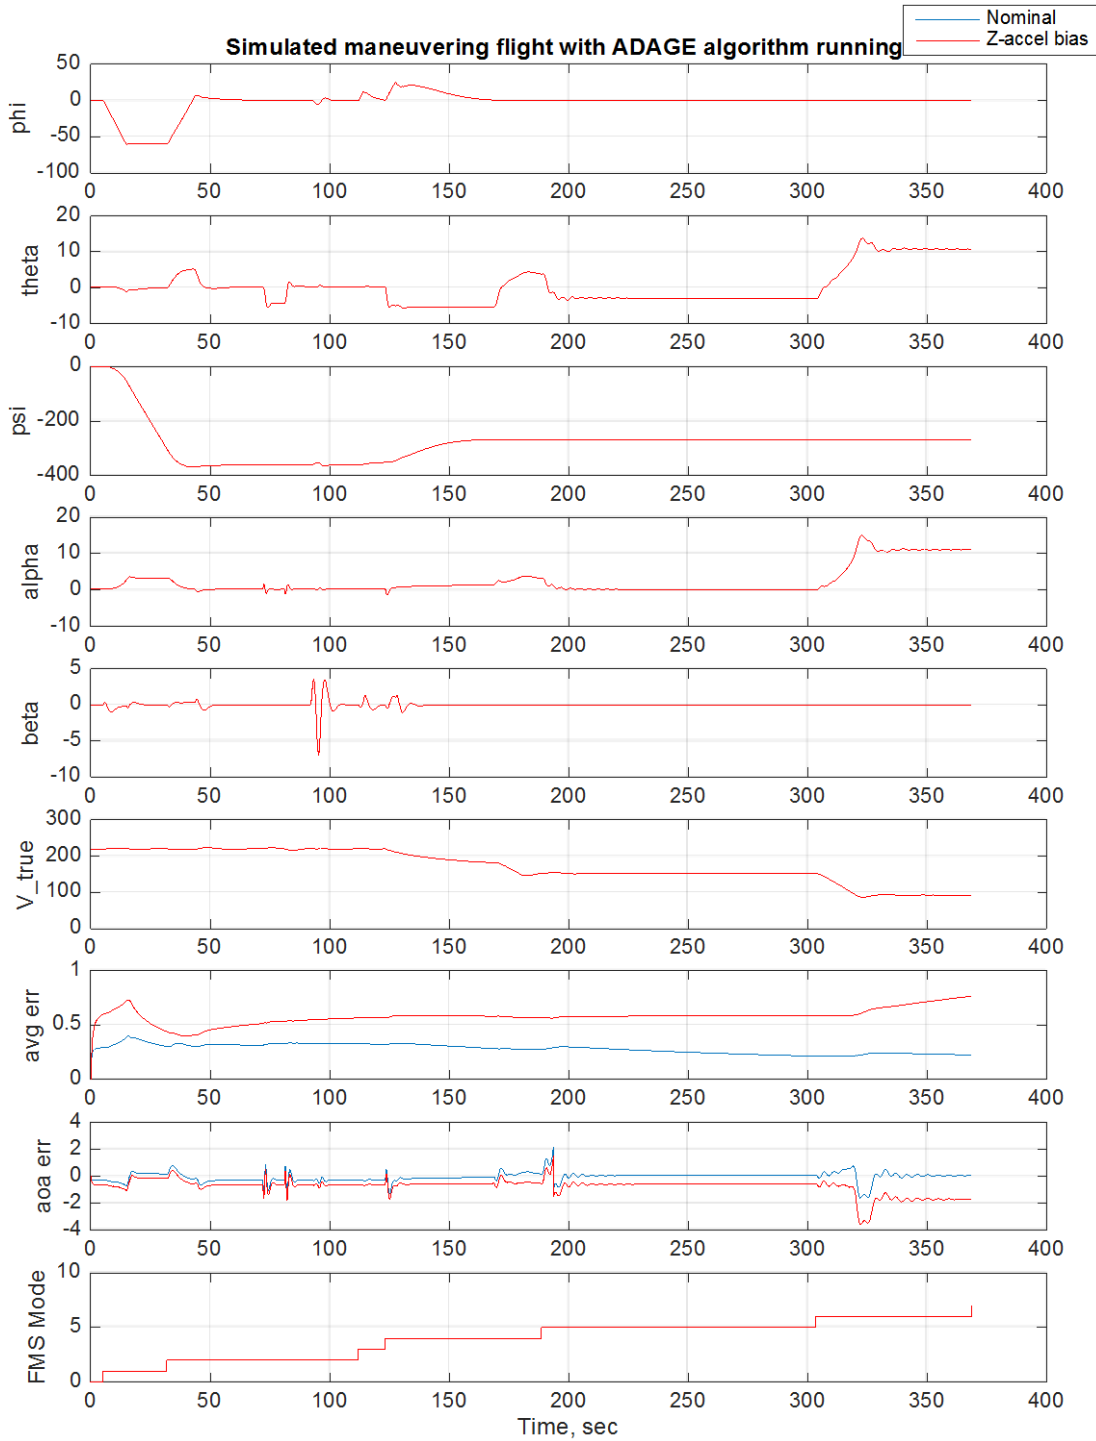 Nominal
Z-accel bias
Simulated maneuvering flight with ADAGE algorithm running
phi
50
0
-50
-100
0 50 100 150 200 250 300 350 400
theta
20
10
0
-10
0 50 100 150 200 250 300 350 400
psi
0
-200
-400
0 50 100 150 200 250 300 350 400
alpha
20
10
0
-10
0 50 100 150 200 250 300 350 400
beta
5
0
-5
-10
0 50 100 150 200 250 300 350 400
V_true
300
200
100
0
0 50 100 150 200 250 300 350 400
avg err
1
0.5
0
0 50 100 150 200 250 300 350 400
aoa err
4
2
0
-2
-4
0 50 100 150 200 250 300 350 400
FMS Mode
10
5
0
0 50 100 150 200 250 300 350 400
Time, sec